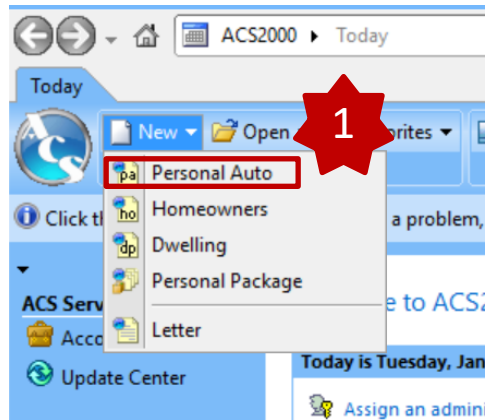 ACS2000 ▸ Today
Today
ACS
New Open 1 rites
pa Personal Auto
ho Homeowners
Click t a problem,
dp Dwelling
Personal Package
ACS Serv e to ACS2
Letter
Acco
Today is Tuesday, Jan
Update Center
Assign an admini